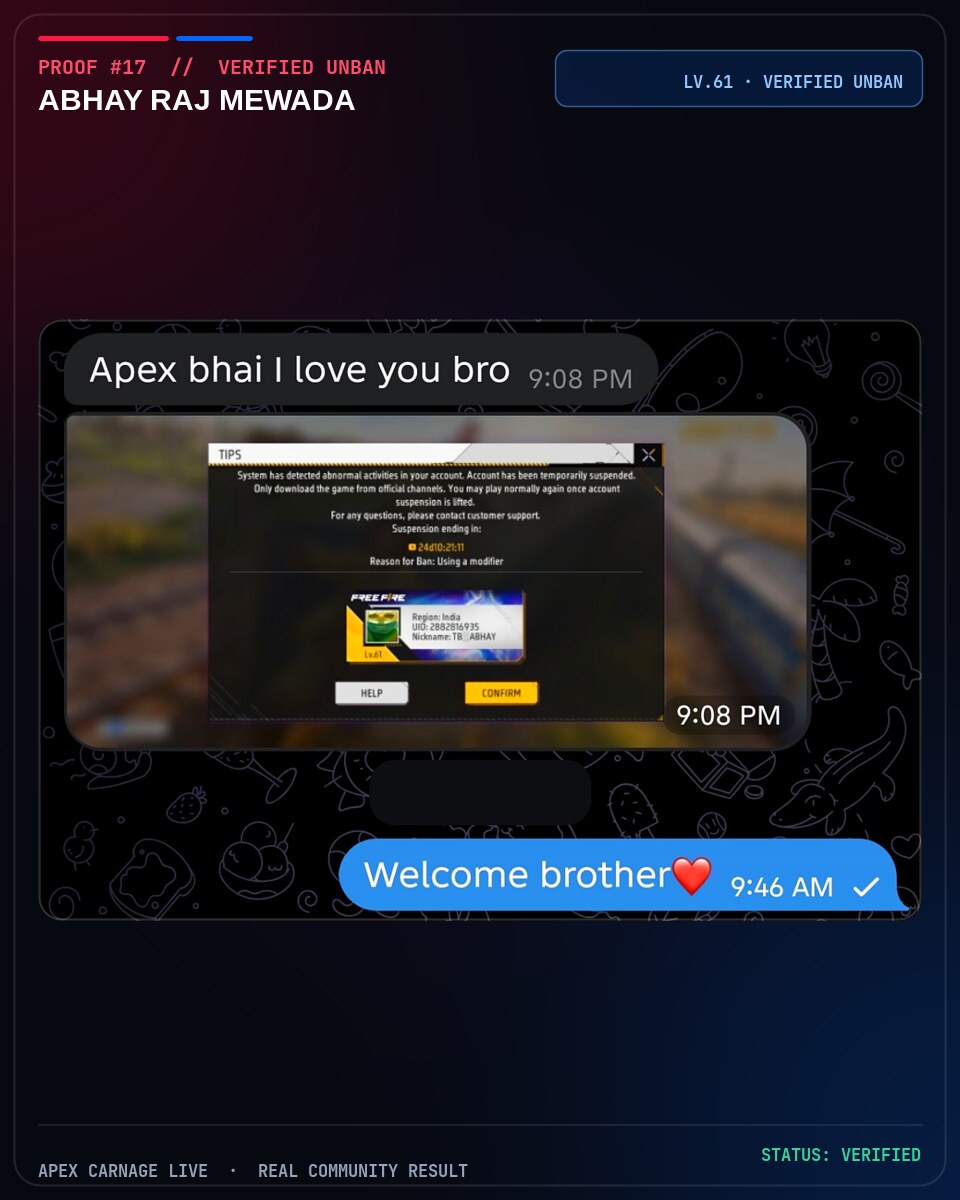 PROOF #17 // VERIFIED UNBAN
ABHAY RAJ MEWADA
LV.61 · VERIFIED UNBAN
Apex bhai I love you bro 9:08 PM
TIPS
System has detected abnormal activities in your account. Account has been temporarily suspended.
Only download the game from official channels. You may play normally again once account
suspension is lifted.
For any questions, please contact customer support.
Suspension ending in:
24d10:21:11
Reason for Ban: Using a modifier
FREE FIRE
Region: India
UID: 2882816935
Nickname: TB_ABHAY
Lv.61
HELP
CONFIRM
9:08 PM
Welcome brother❤️ 9:46 AM
STATUS: VERIFIED
APEX CARNAGE LIVE · REAL COMMUNITY RESULT